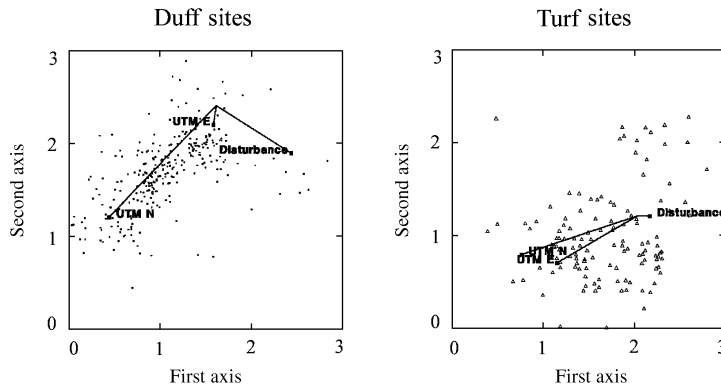 Duff sites
Turf sites
3
2
1
0
Second axis
UTM E
Disturbance
UTM N
0
1
2
3
First axis
3
2
1
0
Second axis
Disturbance
UTM N
UTM E
0
1
2
3
First axis